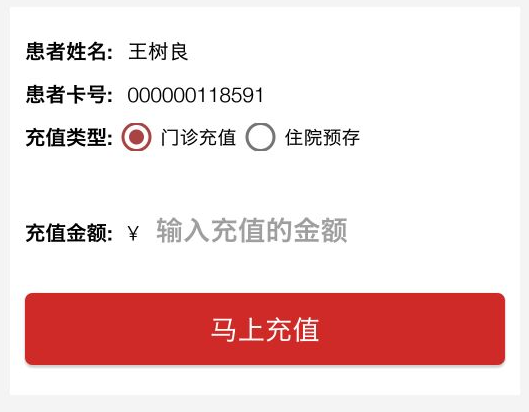 患者姓名: 王树良
患者卡号: 000000118591
充值类型: 门诊充值 住院预存
充值金额: ¥ 输入充值的金额
马上充值